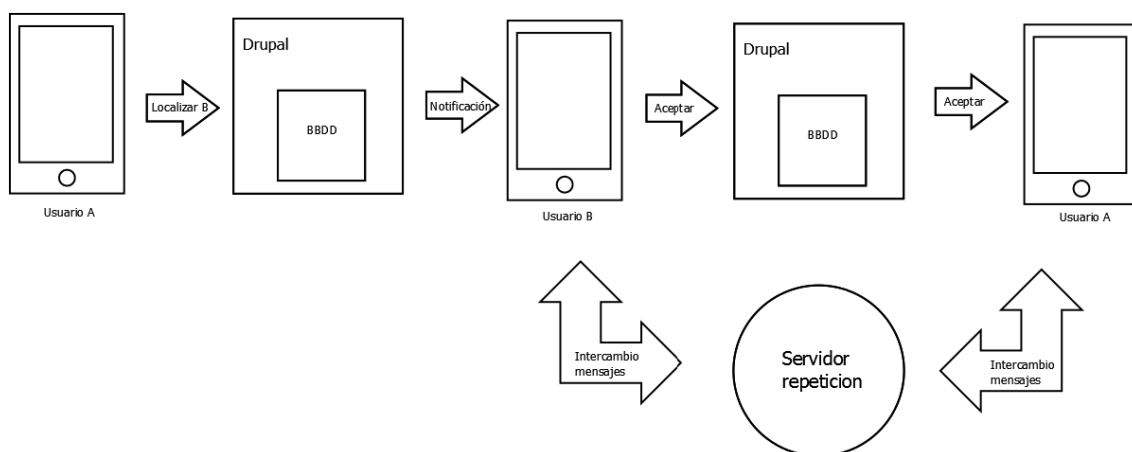 Drupal
Drupal
Localizar B
Notificación
Aceptar
Aceptar
BBDD
BBDD
Usuario A
Usuario B
Usuario A
Intercambio
mensajes
Servidor
repeticion
Intercambio
mensajes